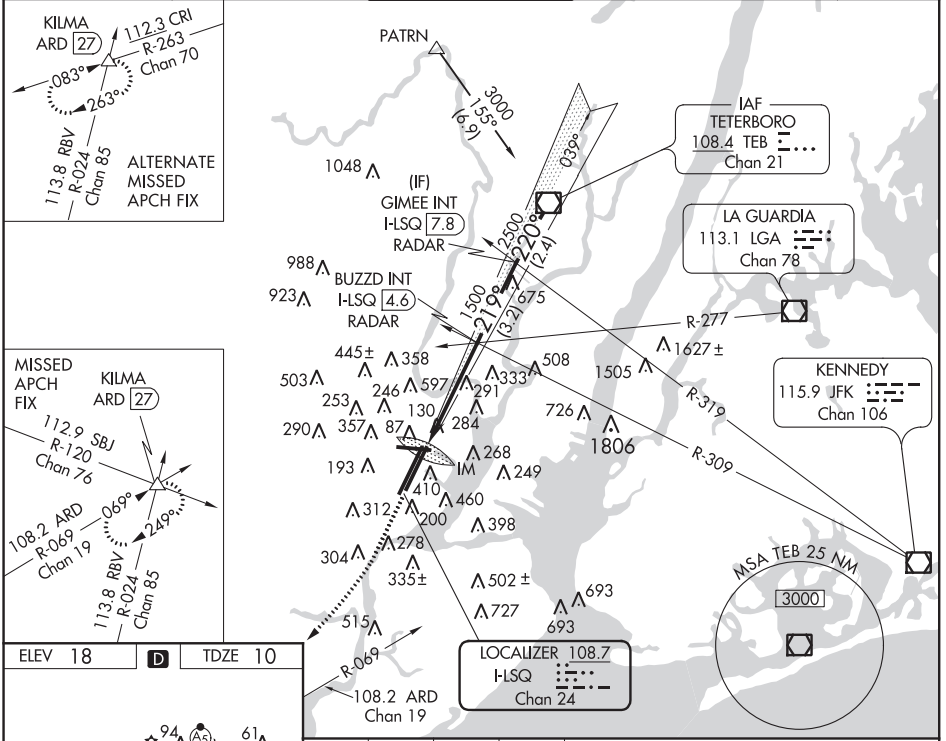 KILMA
ARD 27
112.3 CRI
R-263
Chan 70
083°
263°
113.8 RBV
R-024
Chan 85
ALTERNATE
MISSED
APCH FIX
PATRN
3000
155°
(6.9)
039°
IAF
TETERBORO
108.4 TEB
Chan 21
1048
(IF)
GIMEE INT
I-LSQ 7.8
RADAR
2500
220°
(2.4)
LA GUARDIA
113.1 LGA
Chan 78
988
923
BUZZD INT
I-LSQ 4.6
RADAR
1500
219°
(3.2)
675
R-277
1627 ±
1505
KENNEDY
115.9 JFK
Chan 106
R-319
R-309
445±
358
503
246
597
291
333
508
253
130
284
726
1806
290
357
87
268
193
IM
249
410
312
460
200
398
304
278
335±
502 ±
727
693
693
515
MISSED
APCH
FIX
KILMA
ARD 27
112.9 SBJ
R-120
Chan 76
069°
249°
108.2 ARD
R-069
Chan 19
113.8 RBV
R-024
Chan 85
MSA TEB 25 NM
3000
LOCALIZER 108.7
I-LSQ
Chan 24
R-069
108.2 ARD
Chan 19
ELEV 18
D
TDZE 10
94
A5
61